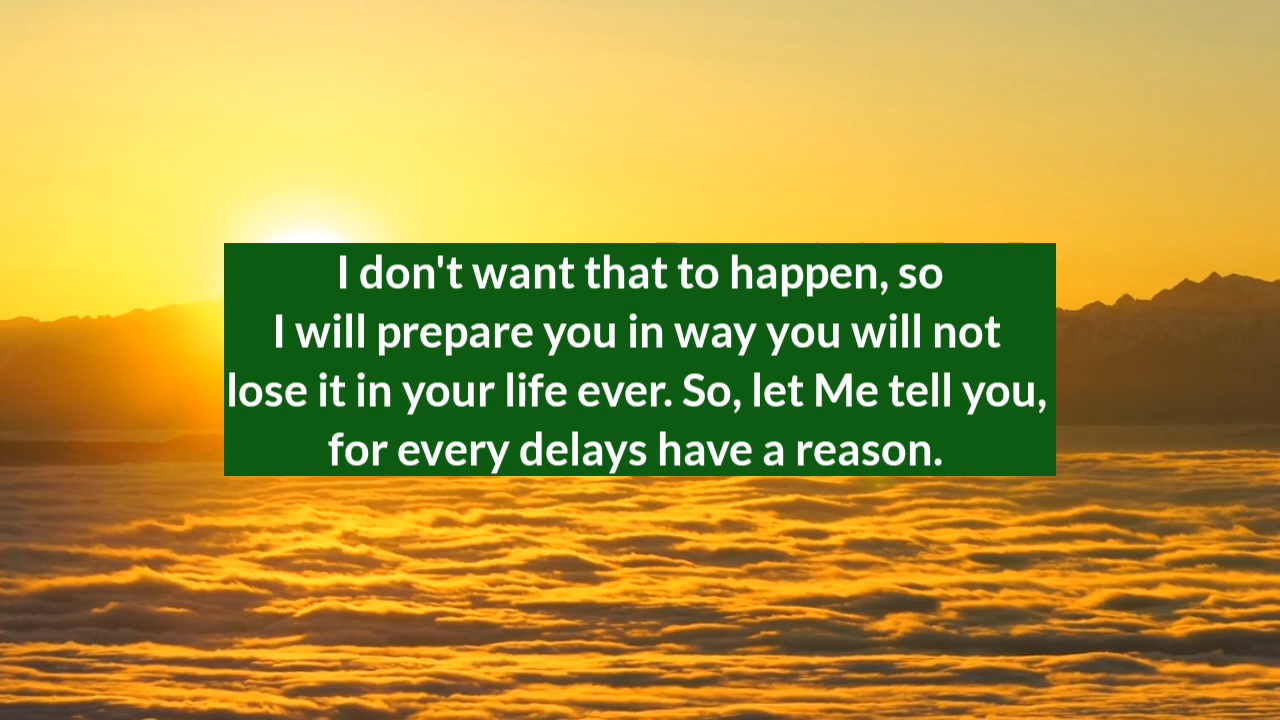 I don't want that to happen, so
I will prepare you in way you will not
lose it in your life ever. So, let Me tell you,
for every delays have a reason.